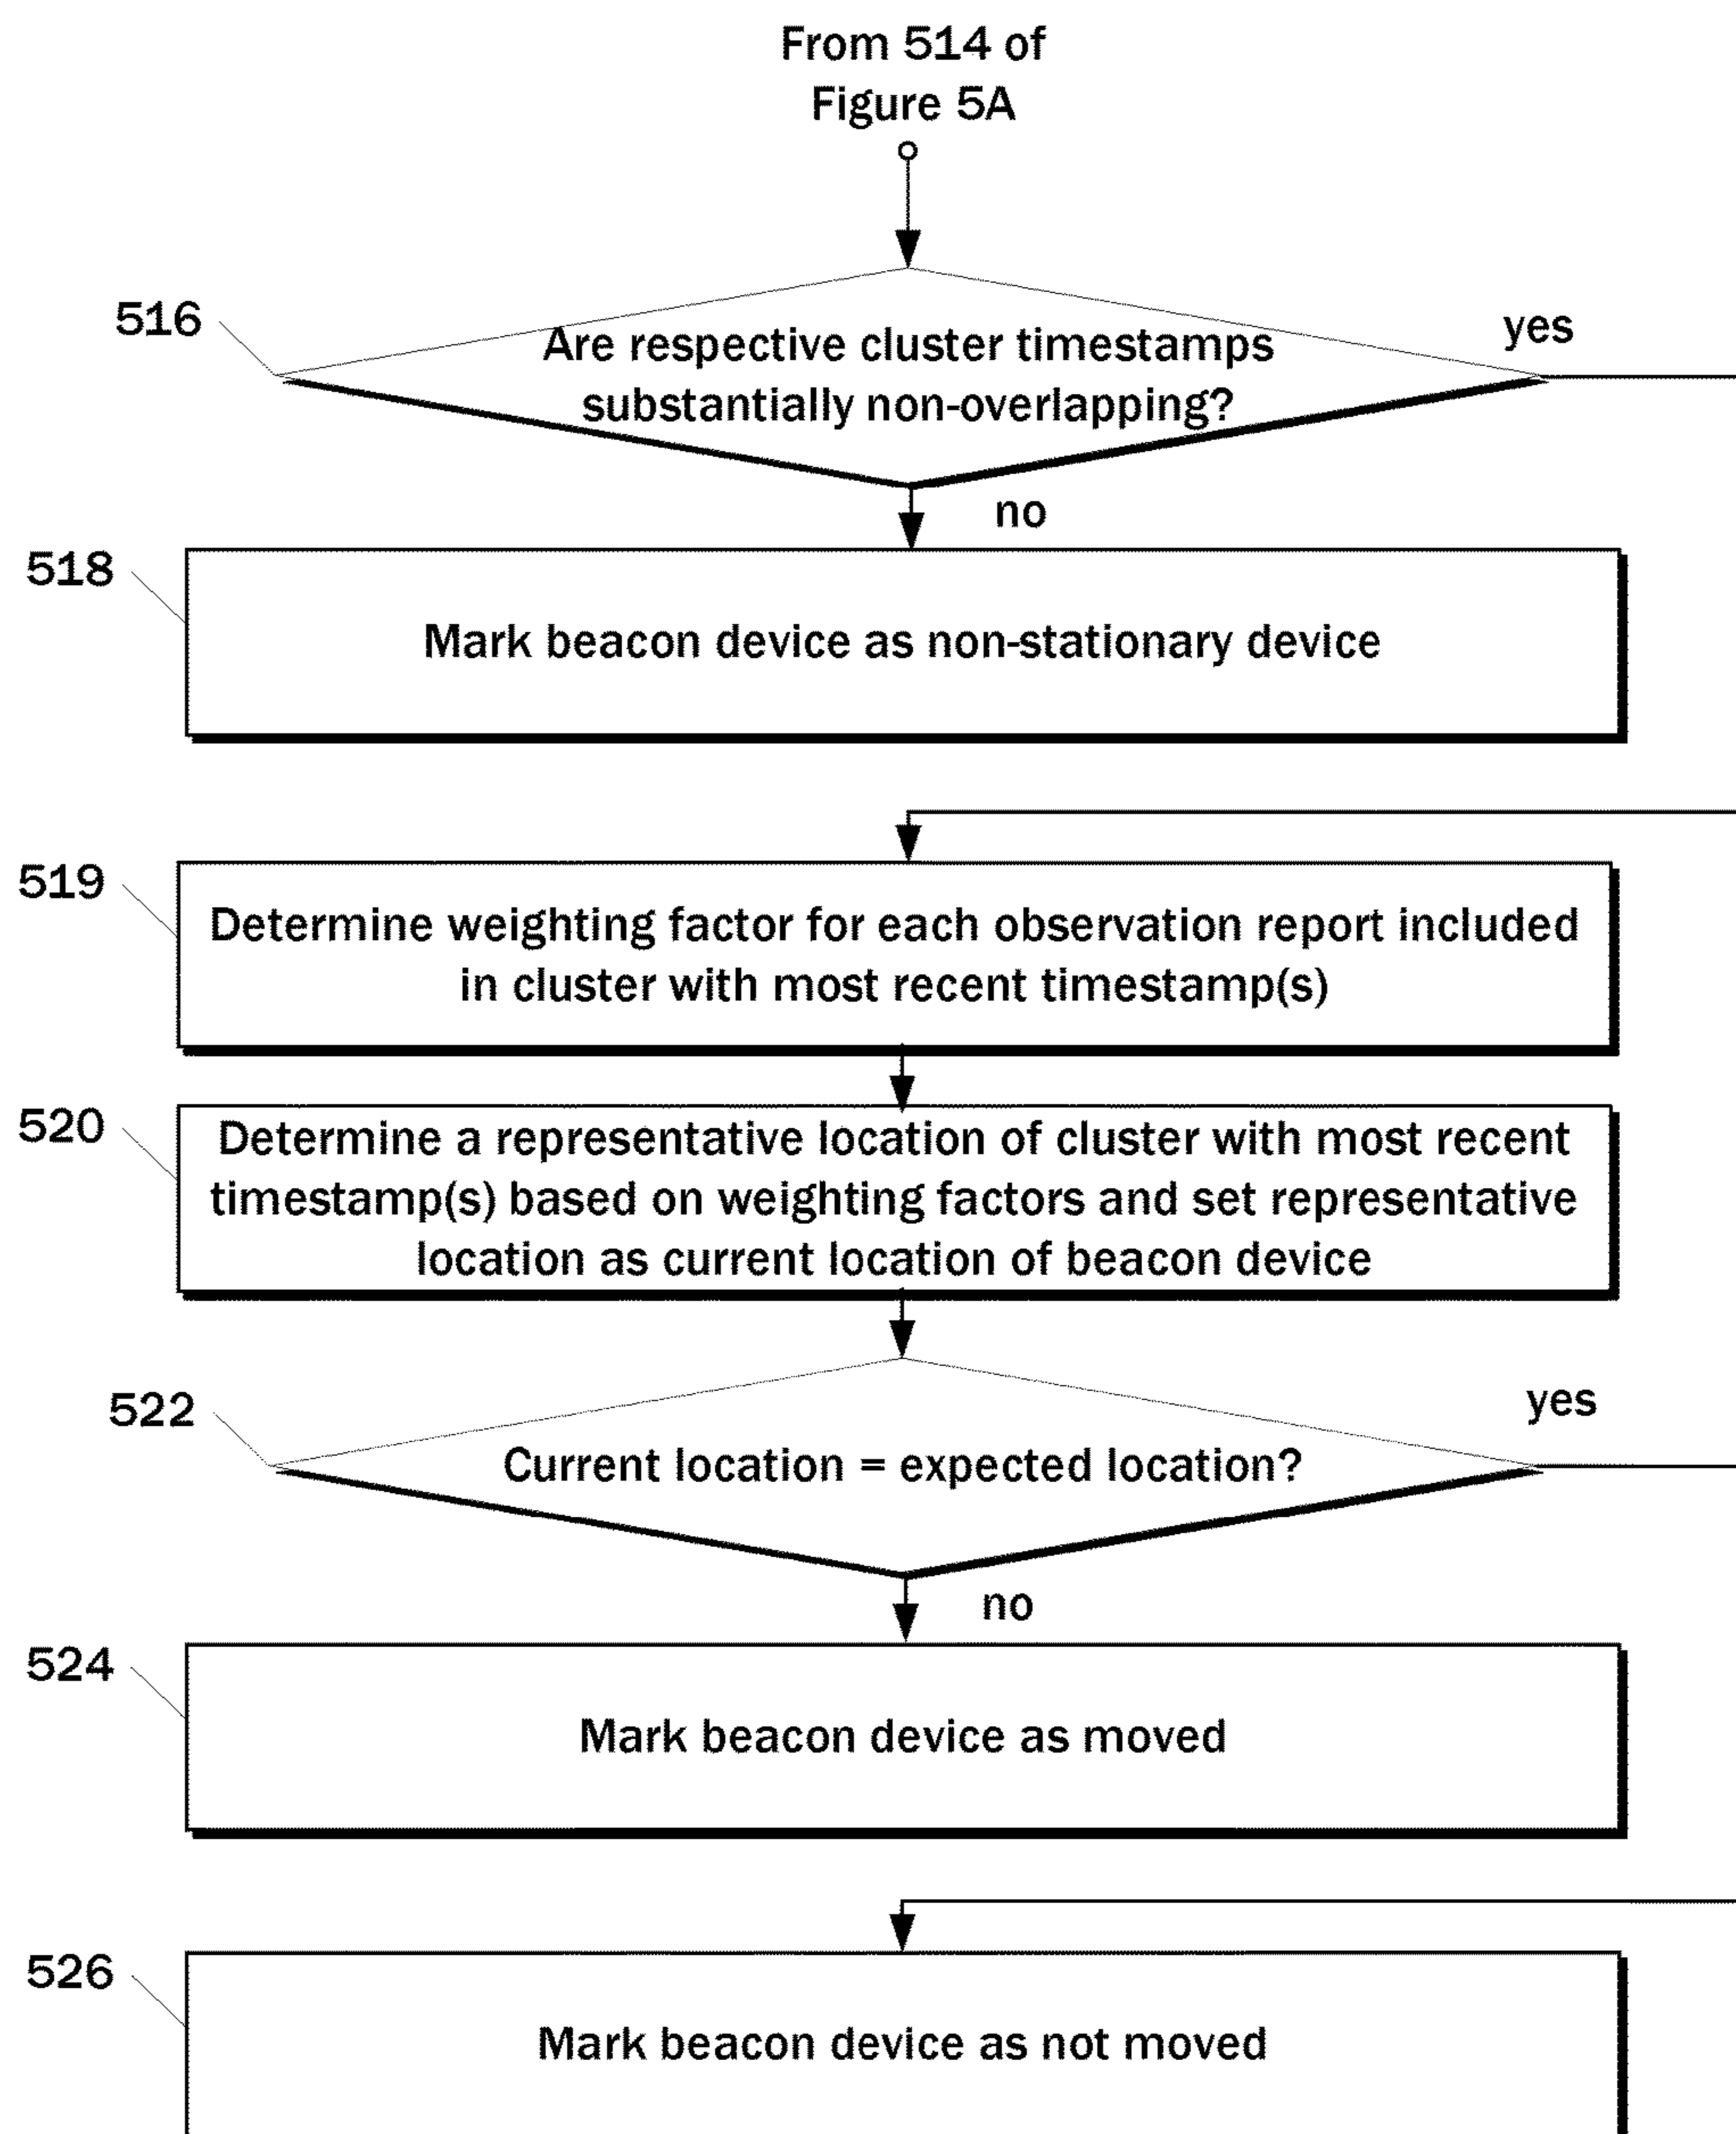 From 514 of
Figure 5A
516
Are respective cluster timestamps
substantially non-overlapping?
yes
no
518
Mark beacon device as non-stationary device
519
Determine weighting factor for each observation report included
in cluster with most recent timestamp(s)
520
Determine a representative location of cluster with most recent
timestamp(s) based on weighting factors and set representative
location as current location of beacon device
522
Current location = expected location?
yes
no
524
Mark beacon device as moved
526
Mark beacon device as not moved